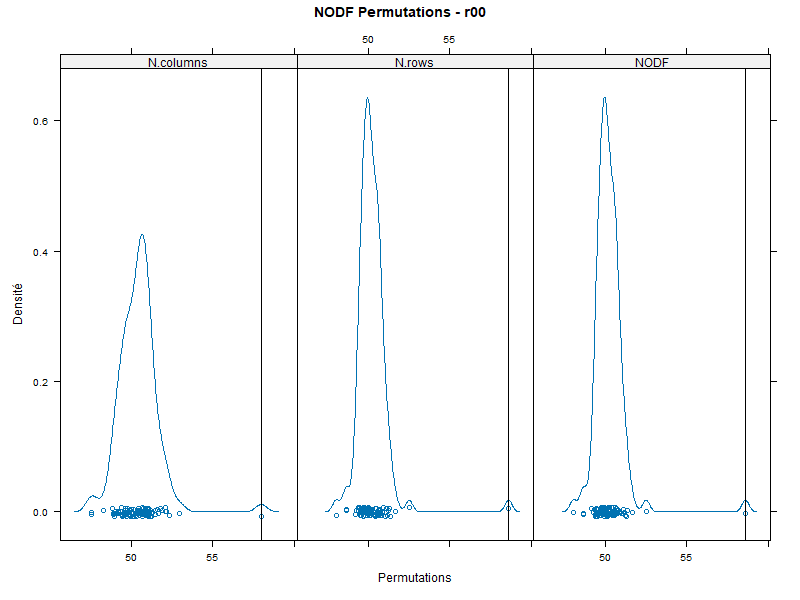 NODF Permutations - r00
50 55
N.columns N.rows NODF
0.6
0.4
0.2
0.0
Densité
50 55 50 55
Permutations